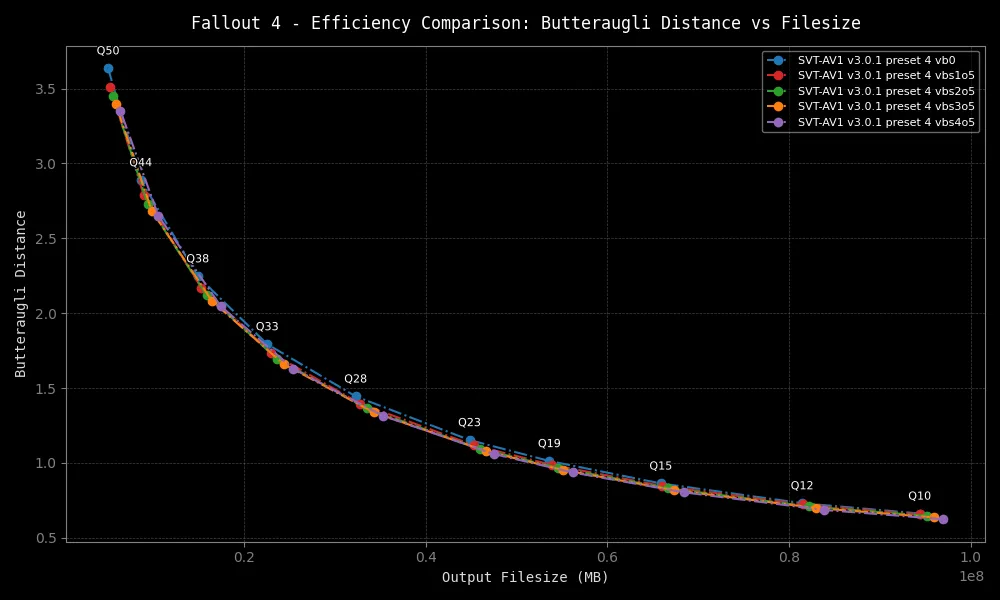 Fallout 4 - Efficiency Comparison: Butteraugli Distance vs Filesize
Q50
SVT-AV1 v3.0.1 preset 4 vb0
SVT-AV1 v3.0.1 preset 4 vbs1o5
SVT-AV1 v3.0.1 preset 4 vbs2o5
SVT-AV1 v3.0.1 preset 4 vbs3o5
SVT-AV1 v3.0.1 preset 4 vbs4o5
3.5
3.0
2.5
2.0
1.5
1.0
0.5
Butteraugli Distance
Q44
Q38
Q33
Q28
Q23
Q19
Q15
Q12
Q10
0.2
0.4
0.6
0.8
1.0
1e8
Output Filesize (MB)